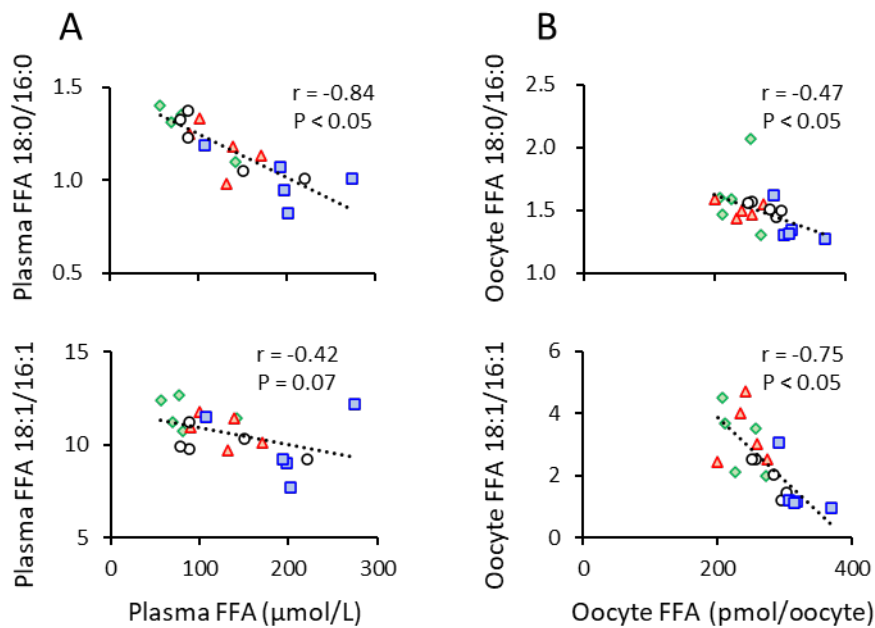 A
Plasma FFA 18:0/16:0
1.5
1.0
0.5
r = -0.84
P < 0.05
B
Oocyte FFA 18:0/16:0
2.5
2.0
1.5
1.0
r = -0.47
P < 0.05
Plasma FFA 18:1/16:1
15
10
5
r = -0.42
P = 0.07
0
100
200
300
Plasma FFA (µmol/L)
Oocyte FFA 18:1/16:1
6
4
2
0
r = -0.75
P < 0.05
0
200
400
Oocyte FFA (pmol/oocyte)